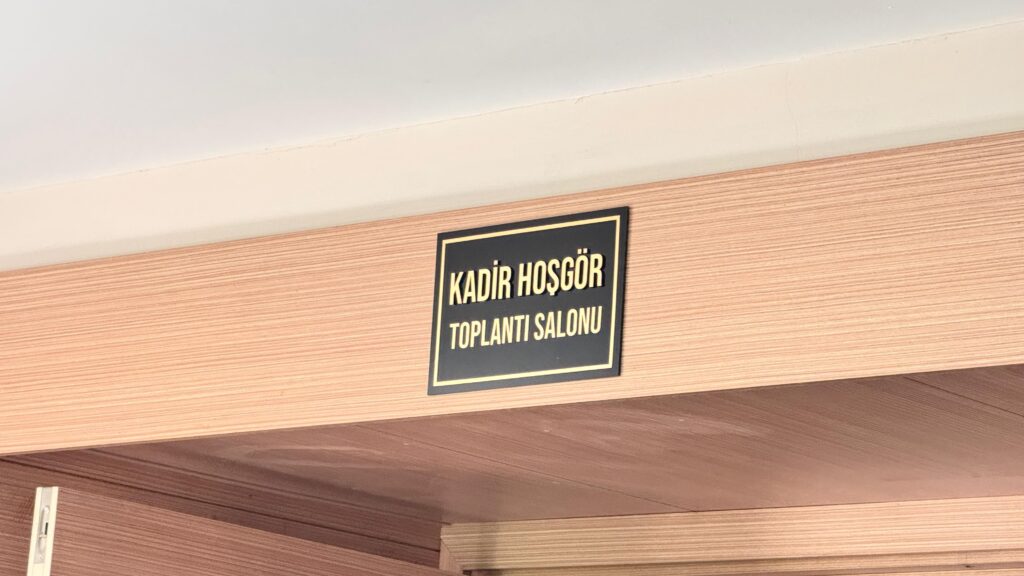 KADİR HOŞGÖR
TOPLANTI SALONU